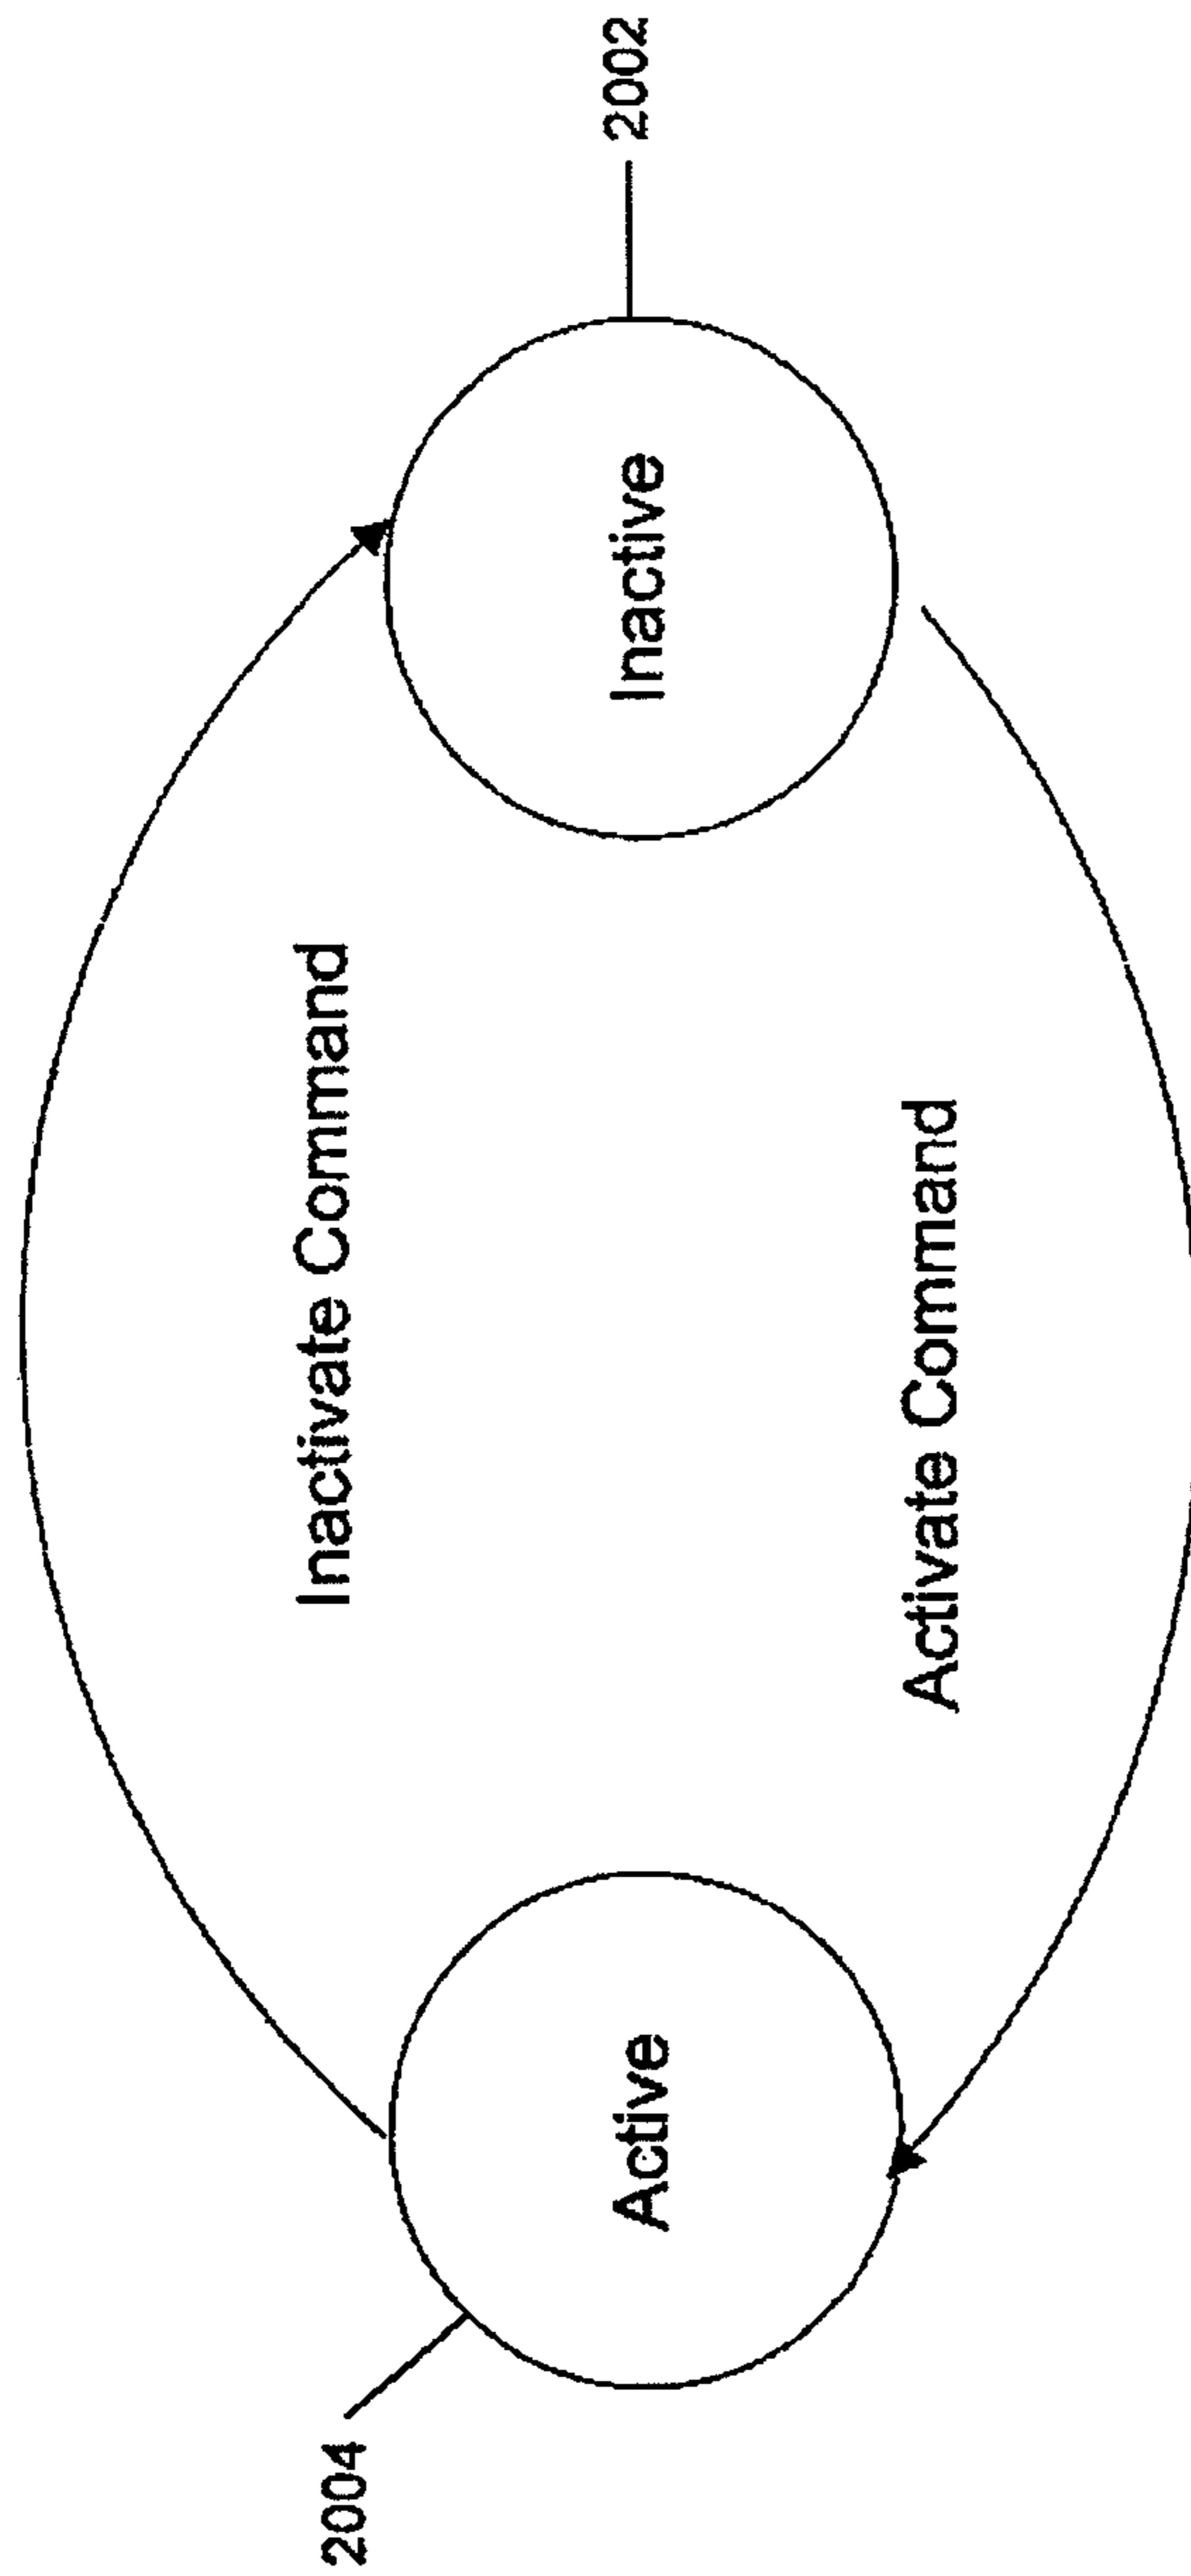 Inactivate Command
2002
Inactive
Active
2004
Activate Command